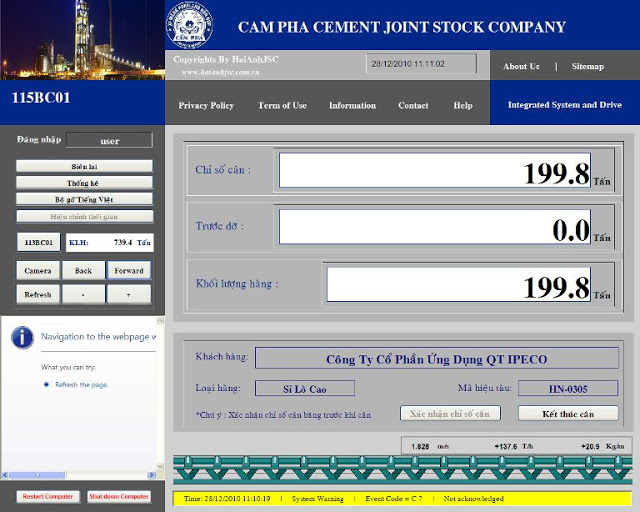 CAM PHA
CAM PHA CEMENT JOINT STOCK COMPANY
Copyrights By HaiAnhJSC
www.haianhjsc.com.vn
28/12/2010 11:11:02
About Us | Sitemap
115BC01
Privacy Policy Term of Use Information Contact Help
Integrated System and Drive
Đăng nhập user
Biên lai
Thống kê
Bộ gõ Tiếng Việt
Hiệu chỉnh thời gian
113BC01 KLH: 739.4 Tấn
Camera Back Forward
Refresh - +
Navigation to the webpage w
What you can try:
Refresh the page.
Restart Computer Shut down Computer
Chỉ số cân : 199.8 Tấn
Trước dỡ : 0.0 Tấn
Khối lượng hàng : 199.8 Tấn
Khách hàng: Công Ty Cổ Phần Ứng Dụng QT IPECO
Loại hàng: Sỉ Lò Cao Mã hiệu tàu: HN-0305
*Chú ý : Xác nhận chỉ số cân băng trước khi cân Xác nhận chỉ số cân Kết thúc cân
1.828 m/s +137.6 T/h +20.9 Kg/m
Time: 28/12/2010 11:10:19 | System Warning | Event Code = C 7 | Not acknowledged